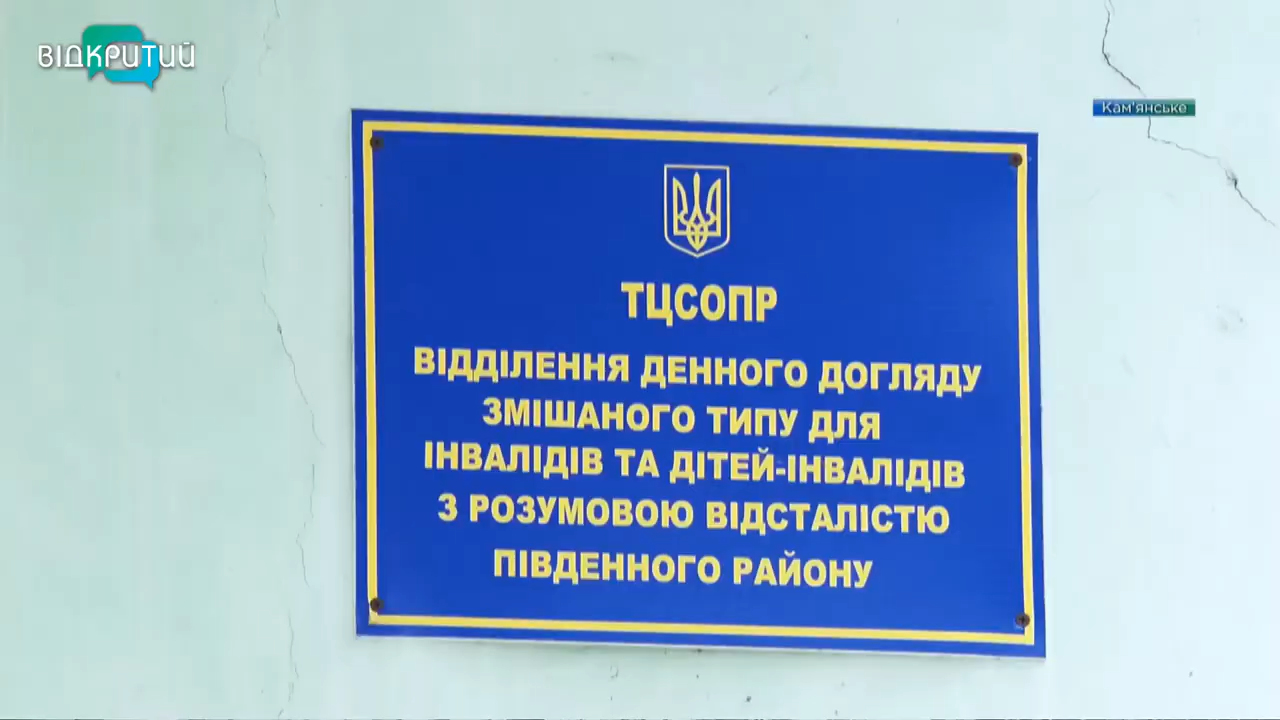 ВІДКРИТИЙ
Кам'янське
ТЦСОПР
ВІДДІЛЕННЯ ДЕННОГО ДОГЛЯДУ
ЗМІШАНОГО ТИПУ ДЛЯ
ІНВАЛІДІВ ТА ДІТЕЙ-ІНВАЛІДІВ
З РОЗУМОВОЮ ВІДСТАЛІСТЮ
ПІВДЕННОГО РАЙОНУ